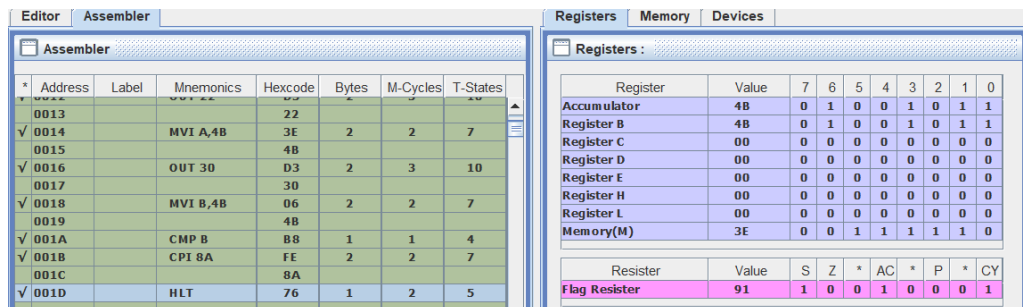 Editor Assembler
Assembler
* Address Label Mnemonics Hexcode Bytes M-Cycles T-States
√ 0012 OUT 22 D3 2 3 10
0013 22
√ 0014 MVI A,4B 3E 2 2 7
0015 4B
√ 0016 OUT 30 D3 2 3 10
0017 30
√ 0018 MVI B,4B 06 2 2 7
0019 4B
√ 001A CMP B B8 1 1 4
√ 001B CPI 8A FE 2 2 7
001C 8A
√ 001D HLT 76 1 2 5
Registers Memory Devices
Registers :
Register Value 7 6 5 4 3 2 1 0
Accumulator 4B 0 1 0 0 1 0 1 1
Register B 4B 0 1 0 0 1 0 1 1
Register C 00 0 0 0 0 0 0 0 0
Register D 00 0 0 0 0 0 0 0 0
Register E 00 0 0 0 0 0 0 0 0
Register H 00 0 0 0 0 0 0 0 0
Register L 00 0 0 0 0 0 0 0 0
Memory(M) 3E 0 0 1 1 1 1 1 0
Resister Value S Z * AC * P * CY
Flag Resister 91 1 0 0 1 0 0 0 1